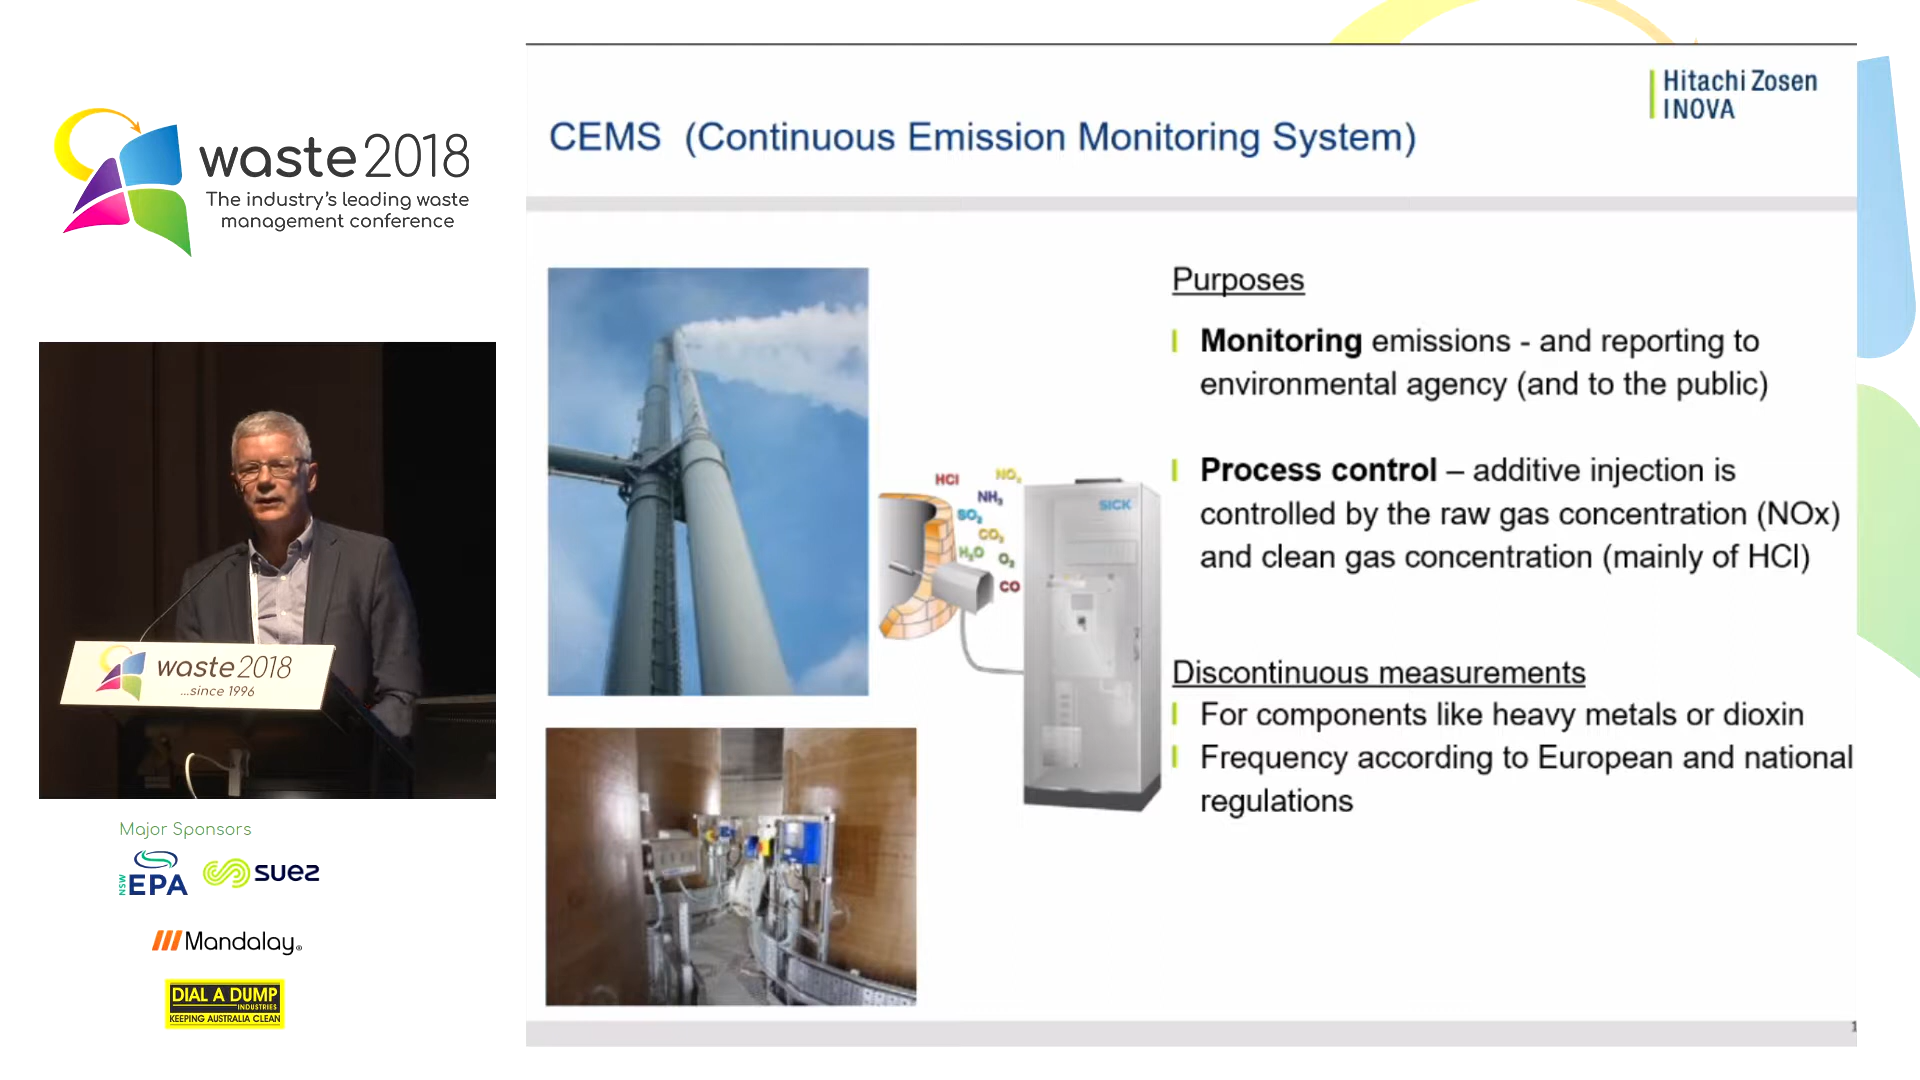 waste 2018
The industry's leading waste
management conference
waste 2018
...since 1996
Major Sponsors
NSW
EPA
suez
Mandalay®
DIAL A DUMP
INDUSTRIES
KEEPING AUSTRALIA CLEAN
Hitachi Zosen
INOVA
CEMS (Continuous Emission Monitoring System)
HCl
NO₂
NH₃
SO₂
CO₂
H₂O
O₂
CO
SICK
Purposes
Monitoring emissions - and reporting to
environmental agency (and to the public)
Process control – additive injection is
controlled by the raw gas concentration (NOx)
and clean gas concentration (mainly of HCl)
Discontinuous measurements
For components like heavy metals or dioxin
Frequency according to European and national
regulations